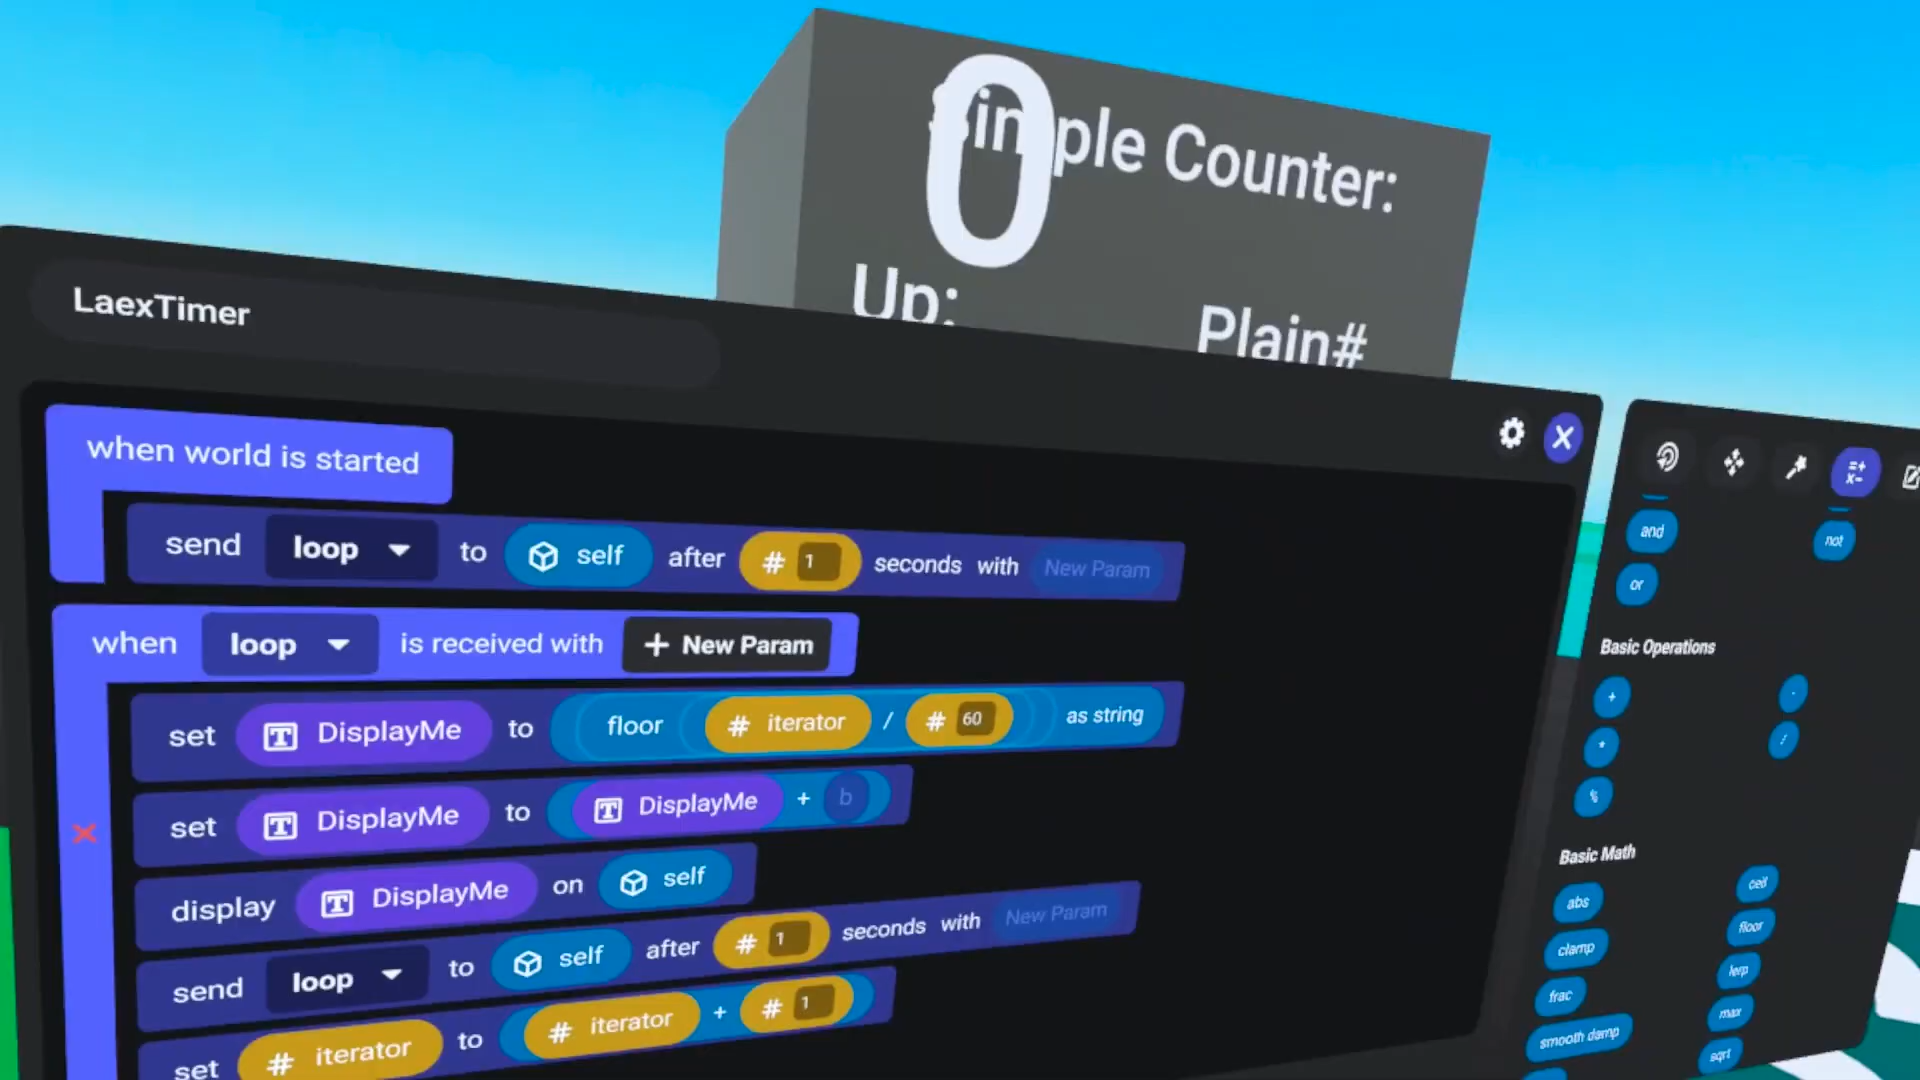 Simple Counter:
0
Up:
Plain#
LaexTimer
when world is started
send loop to self after # 1 seconds with New Param
when loop is received with + New Param
set DisplayMe to floor # iterator / # 60 as string
set DisplayMe to DisplayMe + b
display DisplayMe on self
send loop to self after # 1 seconds with New Param
set # iterator to # iterator + # 1
and not
or
Basic Operations
+ -
* /
%
Basic Math
abs ceil
clamp floor
frac lerp
smooth damp max
sqrt